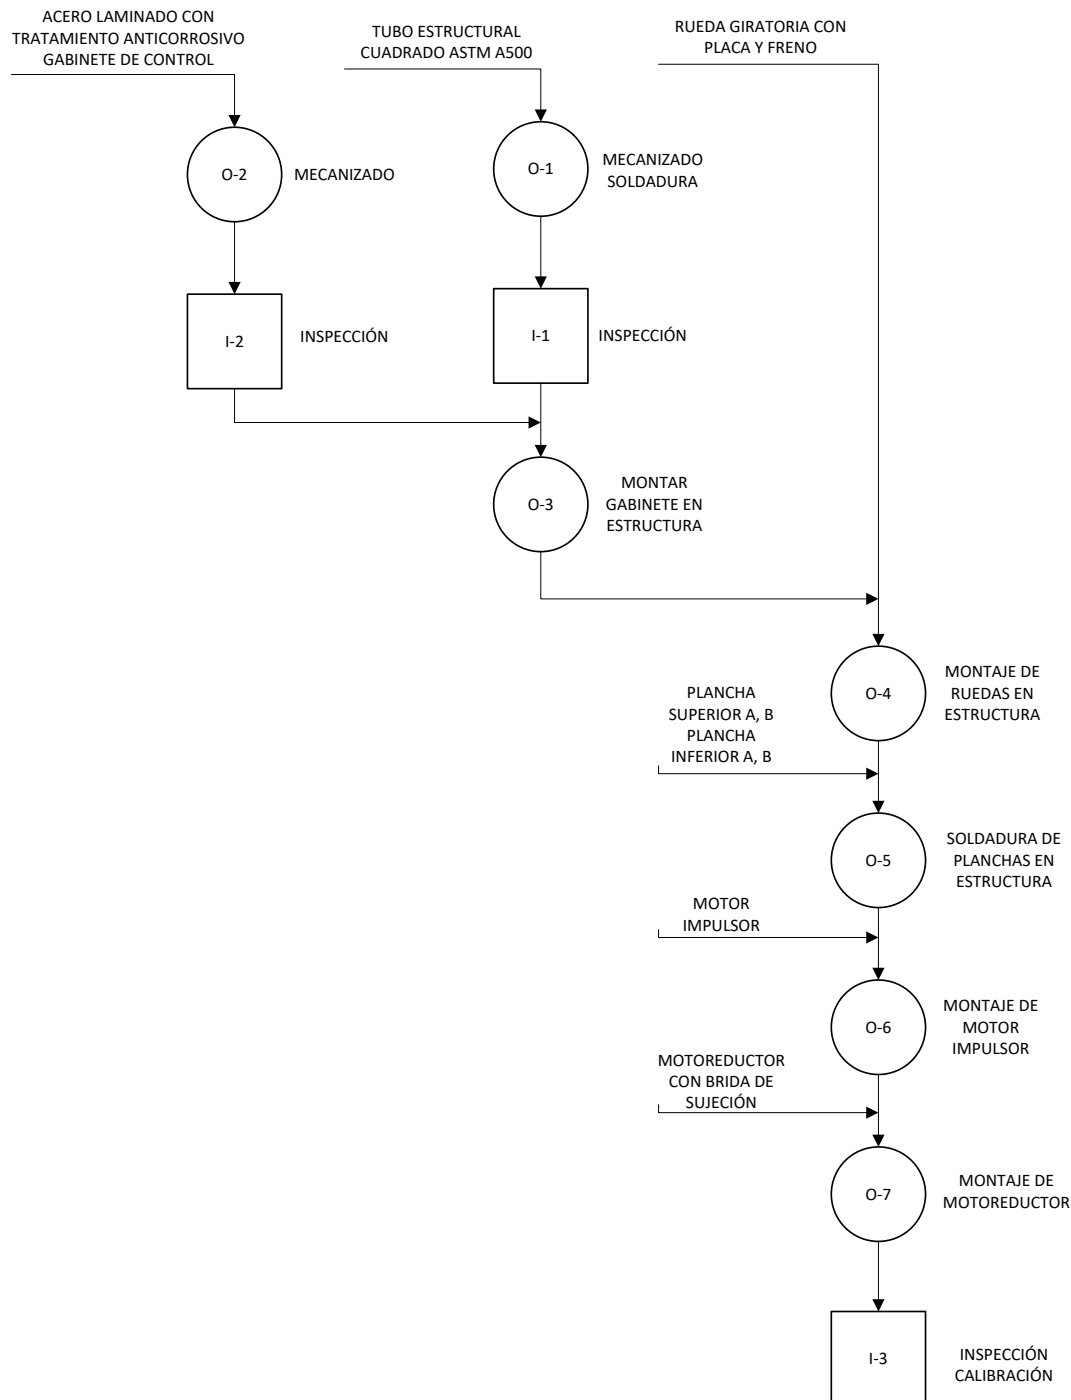 ACERO LAMINADO CON
TRATAMIENTO ANTICORROSIVO
GABINETE DE CONTROL
TUBO ESTRUCTURAL
CUADRADO ASTM A500
RUEDA GIRATORIA CON
PLACA Y FRENO
O-2
MECANIZADO
O-1
MECANIZADO
SOLDADURA
I-2
INSPECCIÓN
I-1
INSPECCIÓN
O-3
MONTAR
GABINETE EN
ESTRUCTURA
O-4
MONTAJE DE
RUEDAS EN
ESTRUCTURA
PLANCHA
SUPERIOR A, B
PLANCHA
INFERIOR A, B
O-5
SOLDADURA DE
PLANCHAS EN
ESTRUCTURA
MOTOR
IMPULSOR
O-6
MONTAJE DE
MOTOR
IMPULSOR
MOTOREDUCTOR
CON BRIDA DE
SUJECIÓN
O-7
MONTAJE DE
MOTOREDUCTOR
I-3
INSPECCIÓN
CALIBRACIÓN